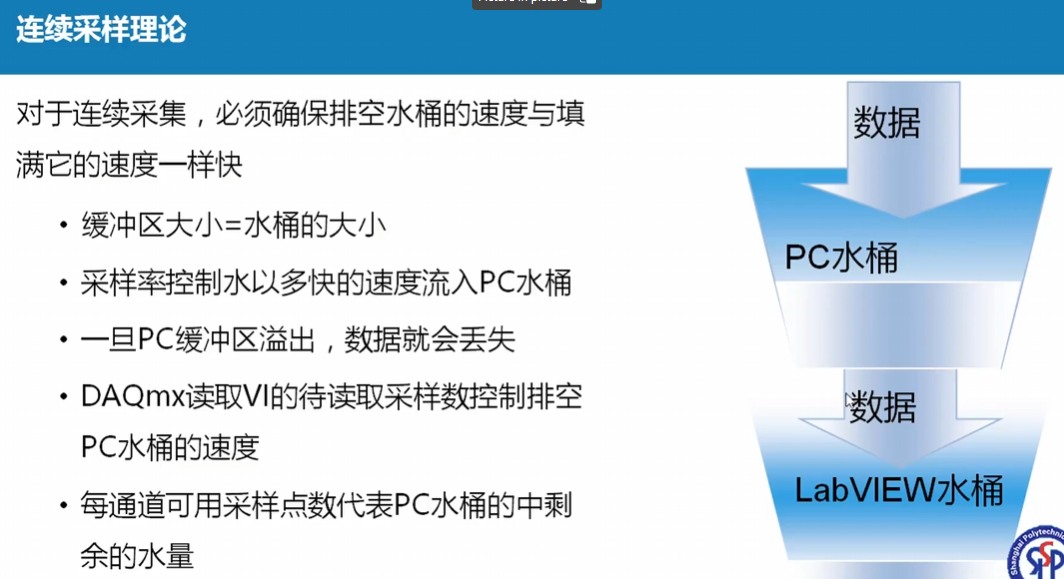 Picture in picture
连续采样理论
对于连续采集，必须确保排空水桶的速度与填
满它的速度一样快
• 缓冲区大小=水桶的大小
• 采样率控制水以多快的速度流入PC水桶
• 一旦PC缓冲区溢出，数据就会丢失
• DAQmx读取VI的待读取采样数控制排空
PC水桶的速度
• 每通道可用采样点数代表PC水桶的中剩
余的水量
数据
PC水桶
数据
LabVIEW水桶
Shanghai Polytechnic